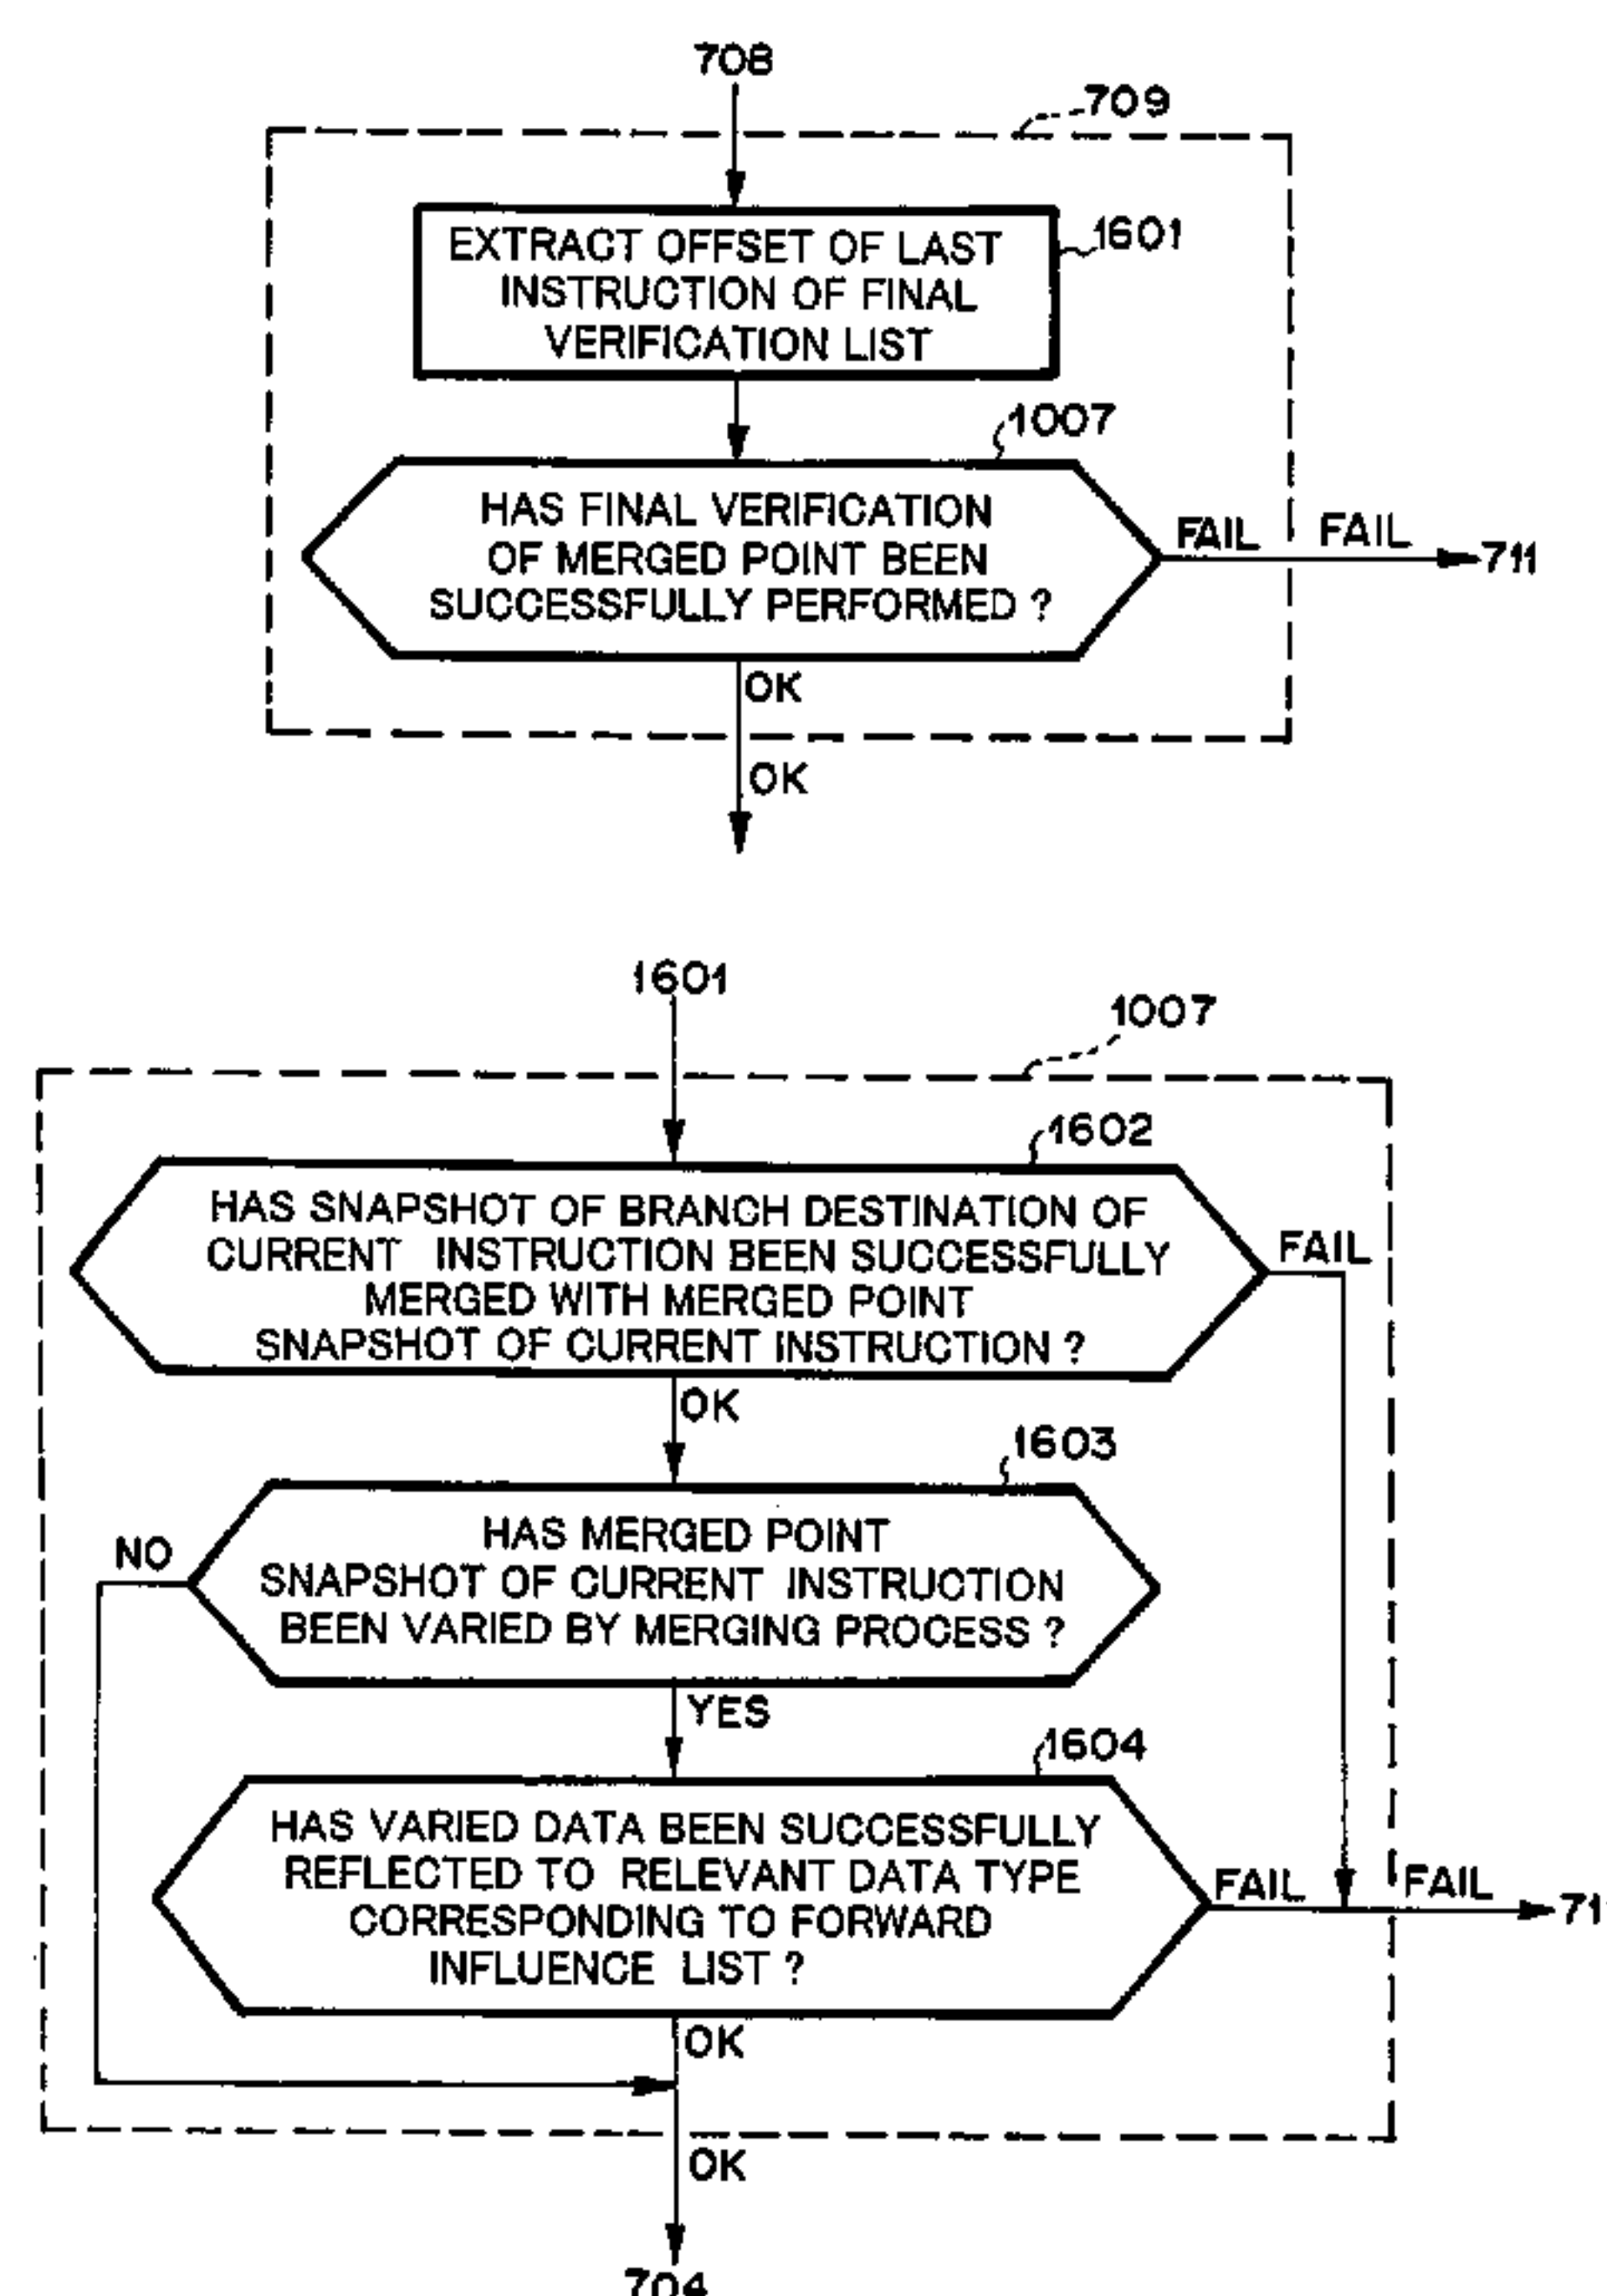 708
709
EXTRACT OFFSET OF LAST
INSTRUCTION OF FINAL
VERIFICATION LIST
1601
1007
HAS FINAL VERIFICATION
OF MERGED POINT BEEN
SUCCESSFULLY PERFORMED ?
FAIL FAIL
711
OK
OK
1601
1007
1602
HAS SNAPSHOT OF BRANCH DESTINATION OF
CURRENT INSTRUCTION BEEN SUCCESSFULLY
MERGED WITH MERGED POINT
SNAPSHOT OF CURRENT INSTRUCTION ?
FAIL
OK
1603
HAS MERGED POINT
SNAPSHOT OF CURRENT INSTRUCTION
BEEN VARIED BY MERGING PROCESS ?
NO
YES
1604
HAS VARIED DATA BEEN SUCCESSFULLY
REFLECTED TO RELEVANT DATA TYPE
CORRESPONDING TO FORWARD
INFLUENCE LIST ?
FAIL FAIL
71
OK
OK
704